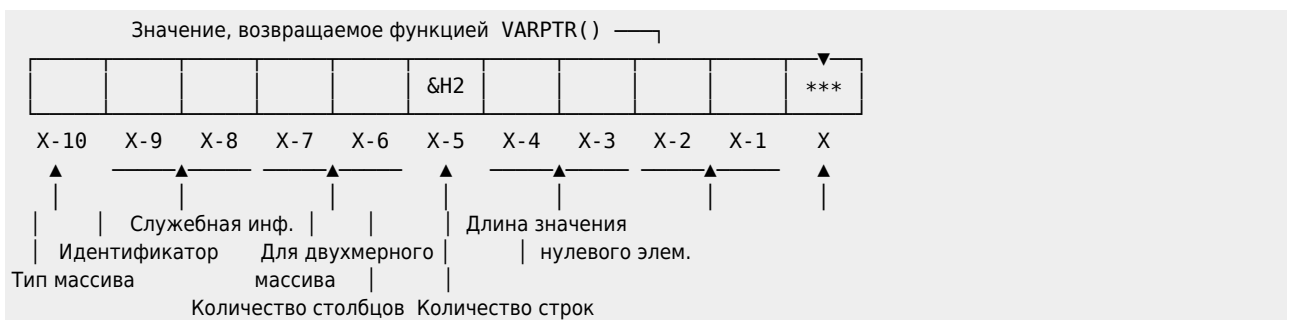 Значение, возвращаемое функцией VARPTR()
&H2 ***
X-10 X-9 X-8 X-7 X-6 X-5 X-4 X-3 X-2 X-1 X
Служебная инф. Длина значения
Идентификатор Для двухмерного нулевого элем.
Тип массива массива
Количество столбцов Количество строк